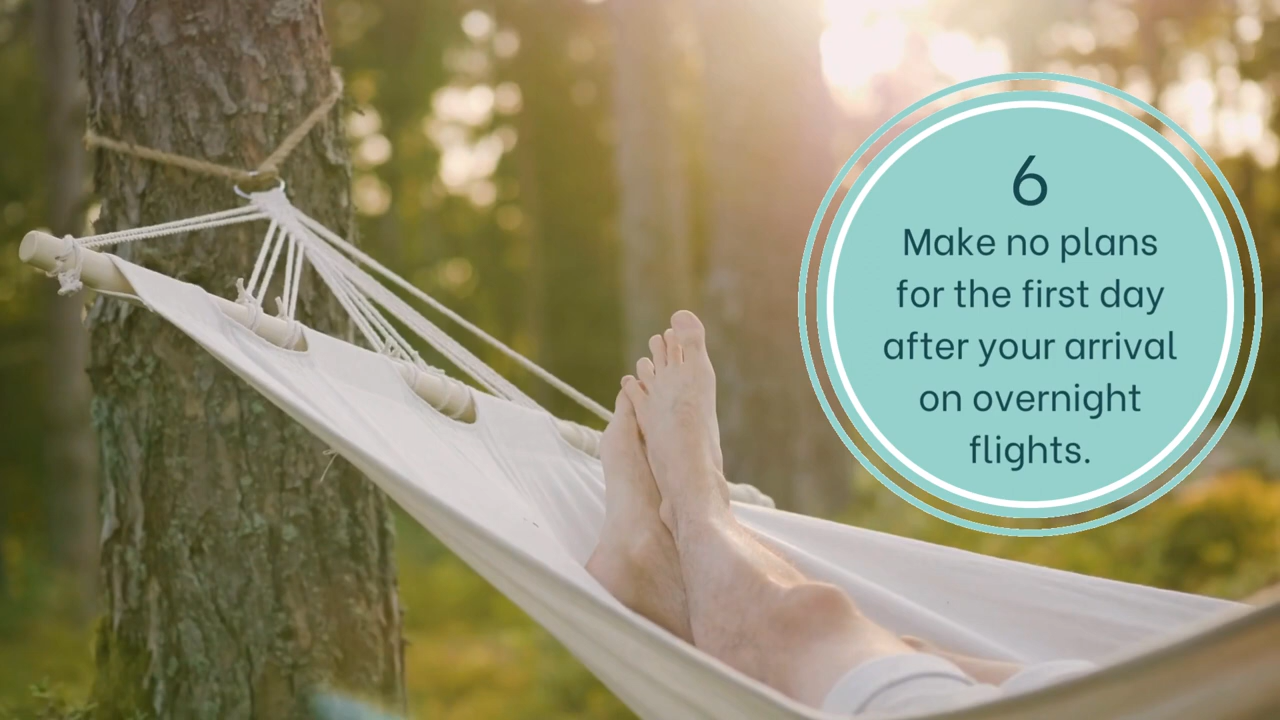 6
Make no plans
for the first day
after your arrival
on overnight
flights.